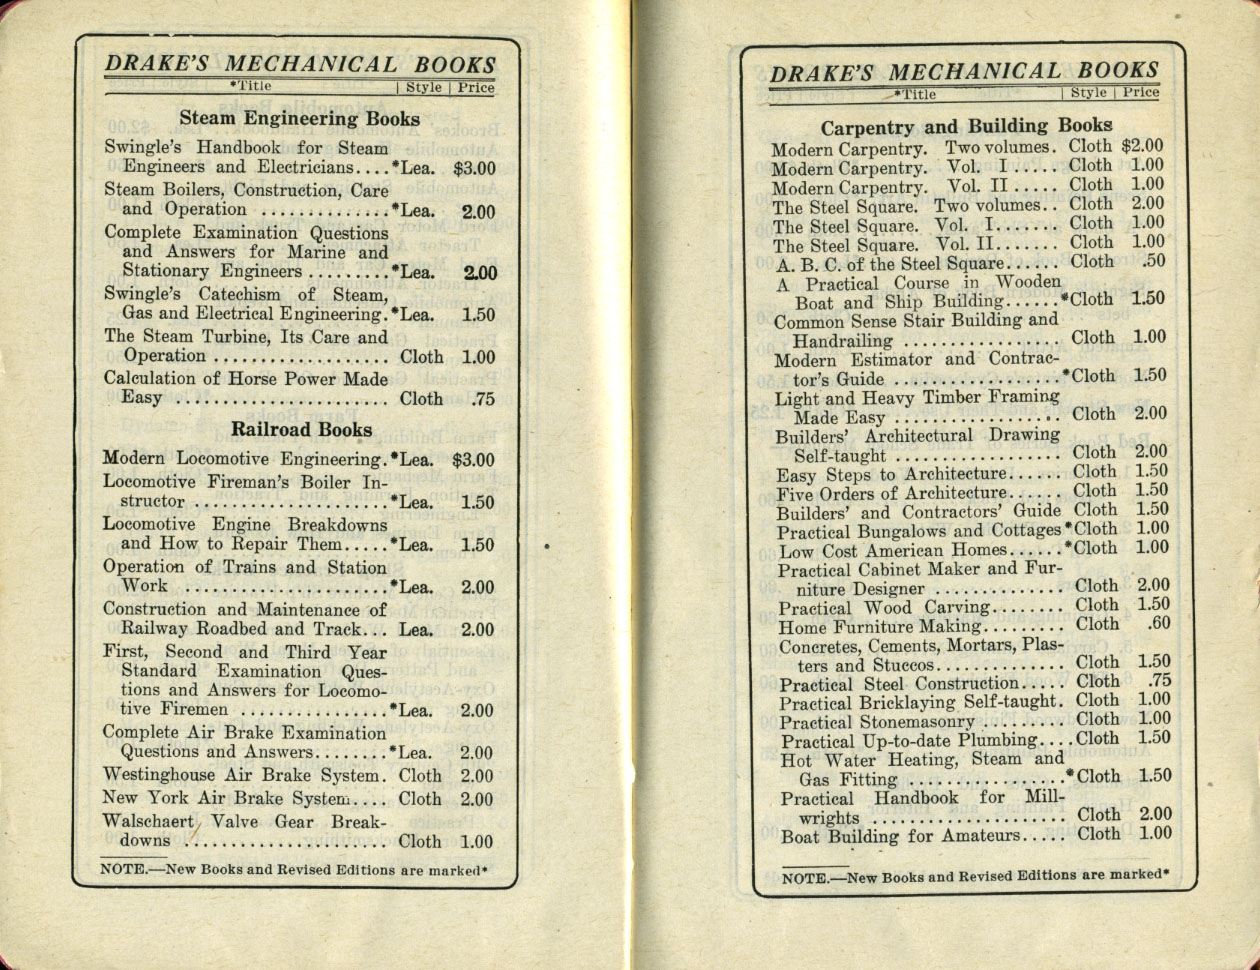 DRAKE'S MECHANICAL BOOKS
*Title | Style | Price
Steam Engineering Books
Swingle's Handbook for Steam
Engineers and Electricians....*Lea. $3.00
Steam Boilers, Construction, Care
and Operation ..............*Lea. 2.00
Complete Examination Questions
and Answers for Marine and
Stationary Engineers .........*Lea. 2.00
Swingle's Catechism of Steam,
Gas and Electrical Engineering.*Lea. 1.50
The Steam Turbine, Its Care and
Operation ................... Cloth 1.00
Calculation of Horse Power Made
Easy ......................... Cloth .75
Railroad Books
Modern Locomotive Engineering.*Lea. $3.00
Locomotive Fireman's Boiler In-
structor ......................*Lea. 1.50
Locomotive Engine Breakdowns
and How to Repair Them.....*Lea. 1.50
Operation of Trains and Station
Work .......................*Lea. 2.00
Construction and Maintenance of
Railway Roadbed and Track... Lea. 2.00
First, Second and Third Year
Standard Examination Ques-
tions and Answers for Locomo-
tive Firemen ................*Lea. 2.00
Complete Air Brake Examination
Questions and Answers........*Lea. 2.00
Westinghouse Air Brake System. Cloth 2.00
New York Air Brake System.... Cloth 2.00
Walschaert Valve Gear Break-
downs ....................... Cloth 1.00
NOTE.—New Books and Revised Editions are marked*
DRAKE'S MECHANICAL BOOKS
*Title | Style | Price
Carpentry and Building Books
Modern Carpentry. Two volumes. Cloth $2.00
Modern Carpentry. Vol. I ..... Cloth 1.00
Modern Carpentry. Vol. II ..... Cloth 1.00
The Steel Square. Two volumes.. Cloth 2.00
The Steel Square. Vol. I....... Cloth 1.00
The Steel Square. Vol. II....... Cloth 1.00
A. B. C. of the Steel Square...... Cloth .50
A Practical Course in Wooden
Boat and Ship Building......*Cloth 1.50
Common Sense Stair Building and
Handrailing ................. Cloth 1.00
Modern Estimator and Contrac-
tor's Guide ..................*Cloth 1.50
Light and Heavy Timber Framing
Made Easy ................... Cloth 2.00
Builders' Architectural Drawing
Self-taught .................. Cloth 2.00
Easy Steps to Architecture...... Cloth 1.50
Five Orders of Architecture...... Cloth 1.50
Builders' and Contractors' Guide Cloth 1.50
Practical Bungalows and Cottages*Cloth 1.00
Low Cost American Homes......*Cloth 1.00
Practical Cabinet Maker and Fur-
niture Designer .............. Cloth 2.00
Practical Wood Carving........ Cloth 1.50
Home Furniture Making........ Cloth .60
Concretes, Cements, Mortars, Plas-
ters and Stuccos.............. Cloth 1.50
Practical Steel Construction..... Cloth .75
Practical Bricklaying Self-taught. Cloth 1.00
Practical Stonemasonry ......... Cloth 1.00
Practical Up-to-date Plumbing.... Cloth 1.50
Hot Water Heating, Steam and
Gas Fitting ..................*Cloth 1.50
Practical Handbook for Mill-
wrights ..................... Cloth 2.00
Boat Building for Amateurs..... Cloth 1.00
NOTE.—New Books and Revised Editions are marked*